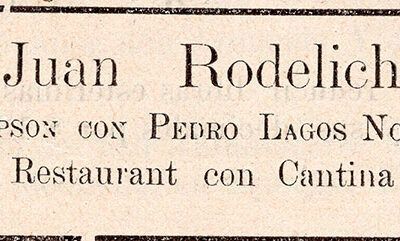 Juan Rodelich
PSON CON PEDRO LAGOS NO
Restaurant con Cantina